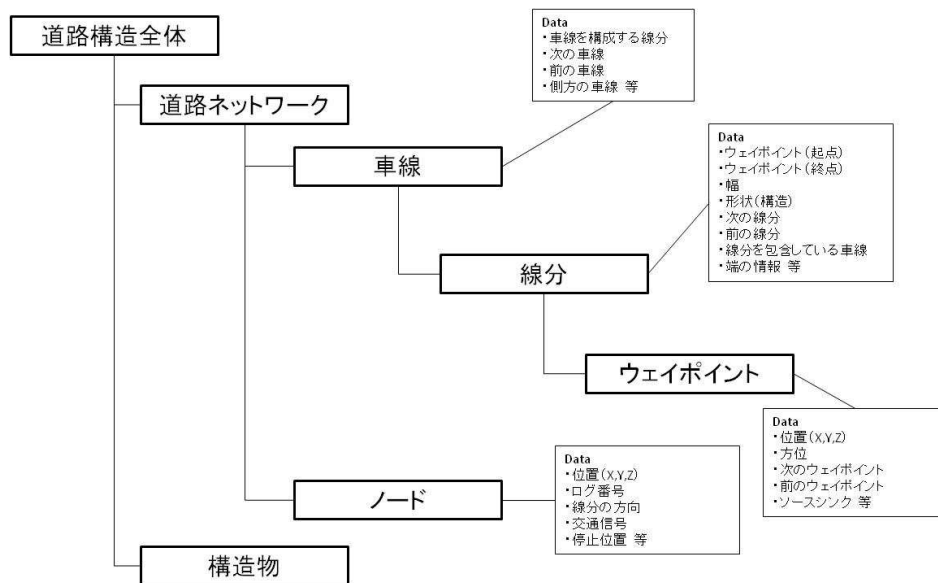 道路構造全体
道路ネットワーク
車線
Data
・車線を構成する線分
・次の車線
・前の車線
・側方の車線 等
線分
Data
・ウェイポイント(起点)
・ウェイポイント(終点)
・幅
・形状(構造)
・次の線分
・前の線分
・線分を包含している車線
・端の情報 等
ウェイポイント
Data
・位置(X,Y,Z)
・方位
・次のウェイポイント
・前のウェイポイント
・ソースシンク 等
ノード
Data
・位置(X,Y,Z)
・ログ番号
・線分の方向
・交通信号
・停止位置 等
構造物